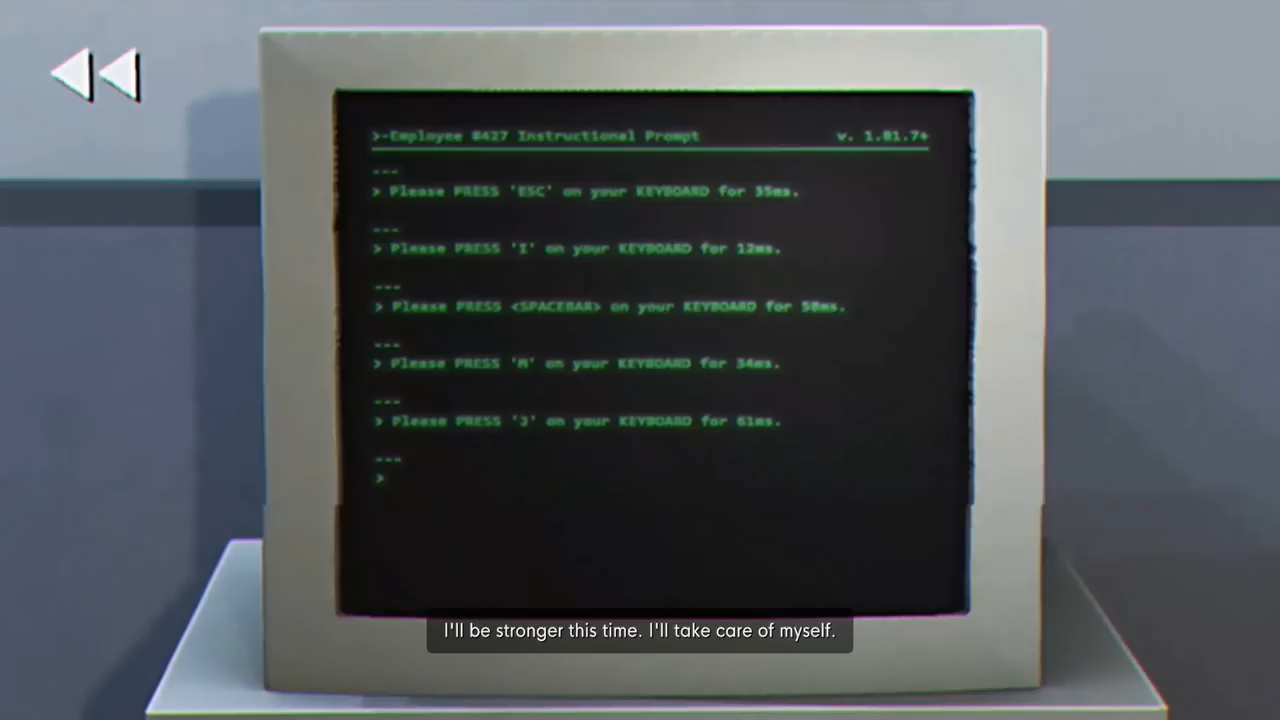 >-Employee #427 Instructional Prompt v. 1.01.7+
---
> Please PRESS 'ESC' on your KEYBOARD for 35ms.
---
> Please PRESS 'I' on your KEYBOARD for 12ms.
---
> Please PRESS <SPACEBAR> on your KEYBOARD for 50ms.
---
> Please PRESS 'M' on your KEYBOARD for 34ms.
---
> Please PRESS 'J' on your KEYBOARD for 61ms.
---
>
I'll be stronger this time. I'll take care of myself.